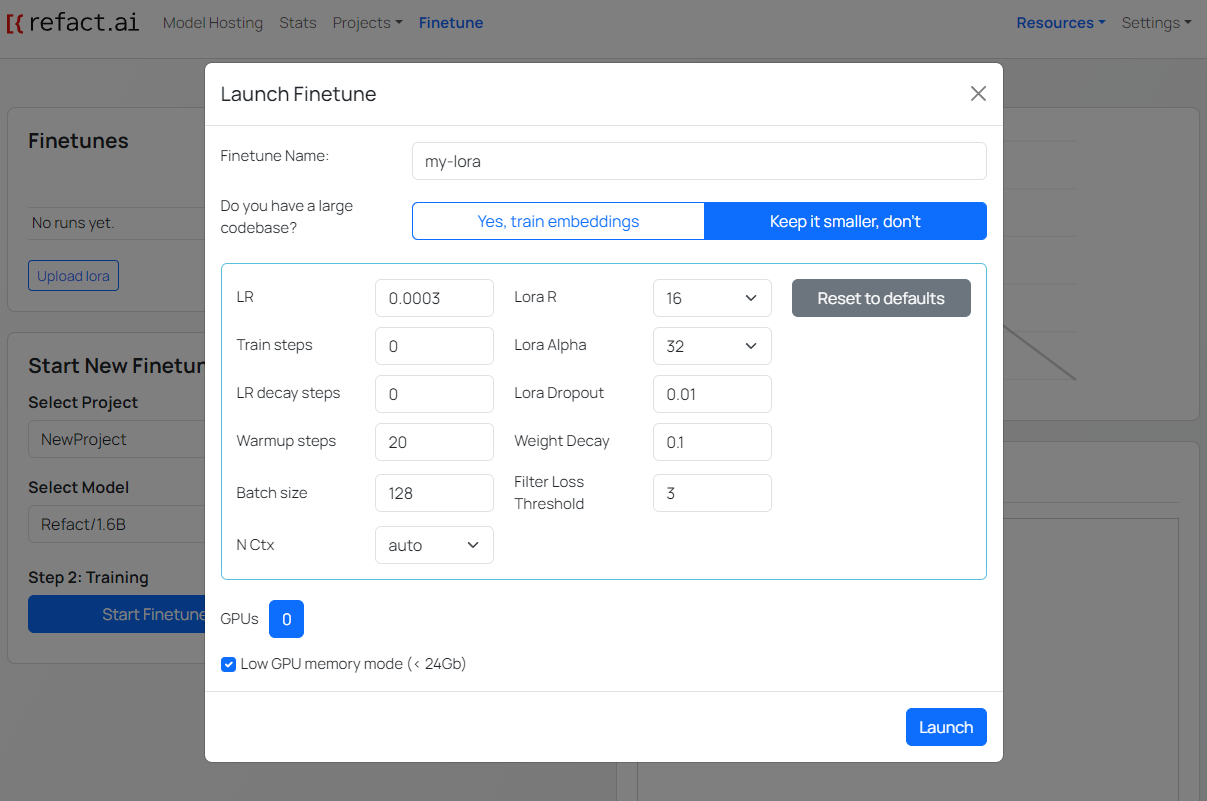 refact.ai Model Hosting Stats Projects Finetune Resources Settings
Launch Finetune
Finetune Name: my-lora
Do you have a large
codebase?
Yes, train embeddings Keep it smaller, don't
LR 0.0003 Lora R 16 Reset to defaults
Train steps 0 Lora Alpha 32
LR decay steps 0 Lora Dropout 0.01
Warmup steps 20 Weight Decay 0.1
Batch size 128 Filter Loss
Threshold 3
N Ctx auto
GPUs 0
Low GPU memory mode (< 24Gb)
Launch
Finetunes
No runs yet.
Upload lora
Start New Finetun
Select Project
NewProject
Select Model
Refact/1.6B
Step 2: Training
Start Finetune